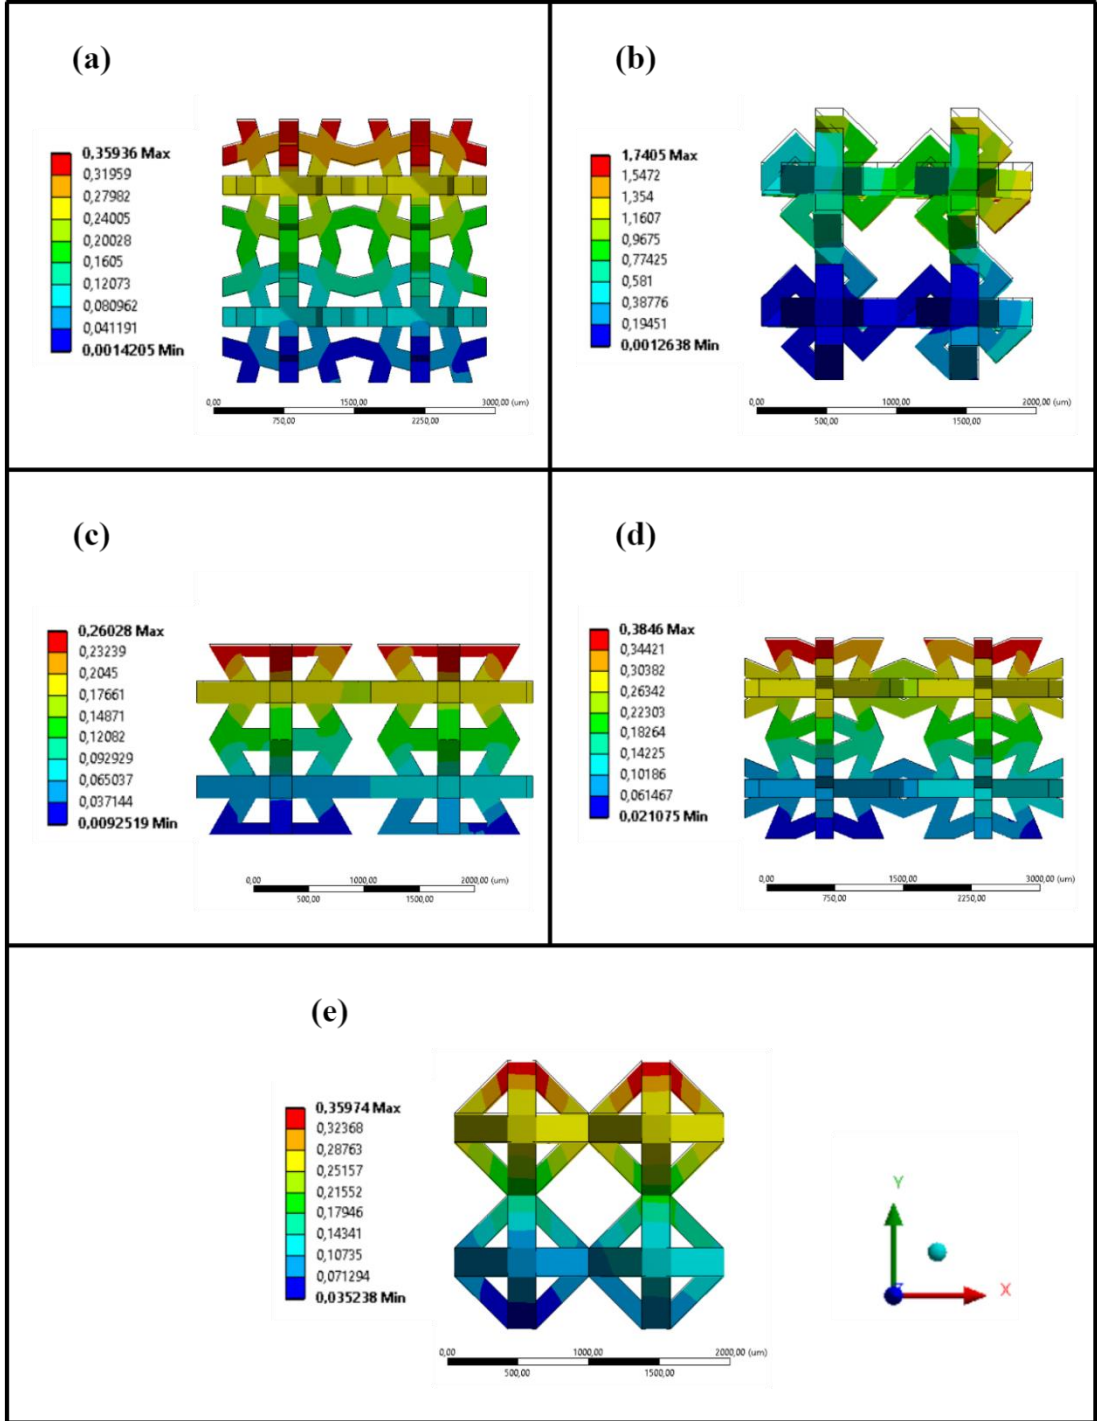 (a)
0,35936 Max
0,31959
0,27982
0,24005
0,20028
0,1605
0,12073
0,080962
0,041191
0,0014205 Min
0,00 1500,00 3000,00 (um)
750,00 2250,00
(b)
1,7405 Max
1,5472
1,354
1,1607
0,9675
0,77425
0,581
0,38776
0,19451
0,0012638 Min
0,00 1000,00 2000,00 (um)
500,00 1500,00
(c)
0,26028 Max
0,23239
0,2045
0,17661
0,14871
0,12082
0,092929
0,065037
0,037144
0,0092519 Min
0,00 1000,00 2000,00 (um)
500,00 1500,00
(d)
0,3846 Max
0,34421
0,30382
0,26342
0,22303
0,18264
0,14225
0,10186
0,061467
0,021075 Min
0,00 1500,00 3000,00 (um)
750,00 2250,00
(e)
0,35974 Max
0,32368
0,28763
0,25157
0,21552
0,17946
0,14341
0,10735
0,071294
0,035238 Min
0,00 1000,00 2000,00 (um)
500,00 1500,00
Y
Z
X